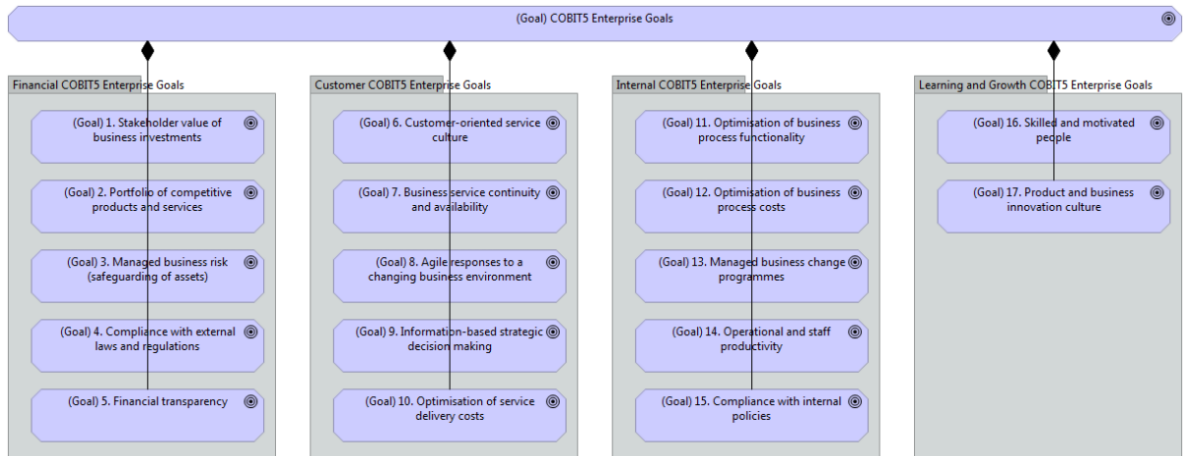 (Goal) COBIT5 Enterprise Goals
Financial COBIT5 Enterprise Goals
(Goal) 1. Stakeholder value of
business investments
(Goal) 2. Portfolio of competitive
products and services
(Goal) 3. Managed business risk
(safeguarding of assets)
(Goal) 4. Compliance with external
laws and regulations
(Goal) 5. Financial transparency
Customer COBIT5 Enterprise Goals
(Goal) 6. Customer-oriented service
culture
(Goal) 7. Business service continuity
and availability
(Goal) 8. Agile responses to a
changing business environment
(Goal) 9. Information-based strategic
decision making
(Goal) 10. Optimisation of service
delivery costs
Internal COBIT5 Enterprise Goals
(Goal) 11. Optimisation of business
process functionality
(Goal) 12. Optimisation of business
process costs
(Goal) 13. Managed business change
programmes
(Goal) 14. Operational and staff
productivity
(Goal) 15. Compliance with internal
policies
Learning and Growth COBIT5 Enterprise Goals
(Goal) 16. Skilled and motivated
people
(Goal) 17. Product and business
innovation culture